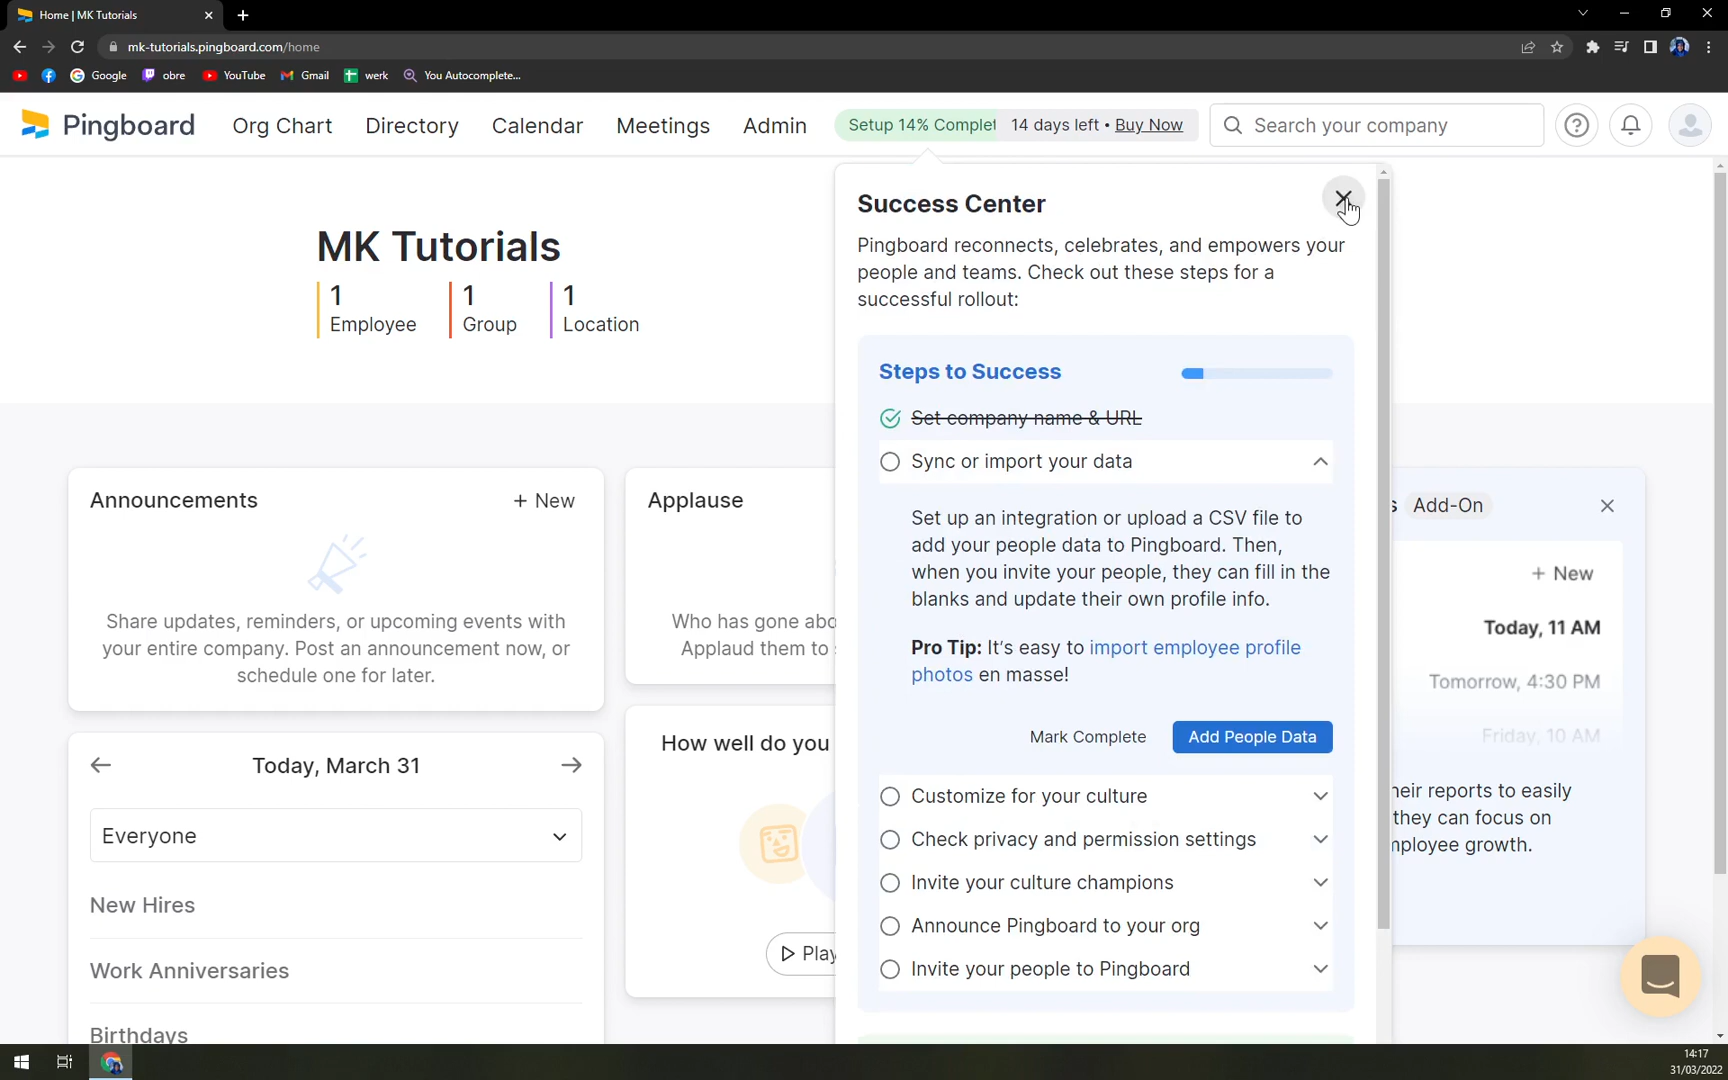 Home | MK Tutorials
mk-tutorials.pingboard.com/home
Google
obre
YouTube
Gmail
werk
You Autocomplete...
Pingboard
Org Chart
Directory
Calendar
Meetings
Admin
Setup 14% Complet
14 days left • Buy Now
Search your company
MK Tutorials
1
Employee
1
Group
1
Location
Success Center
Pingboard reconnects, celebrates, and empowers your
people and teams. Check out these steps for a
successful rollout:
Steps to Success
Set company name & URL
Sync or import your data
Set up an integration or upload a CSV file to
add your people data to Pingboard. Then,
when you invite your people, they can fill in the
blanks and update their own profile info.
Pro Tip: It's easy to import employee profile
photos en masse!
Mark Complete
Add People Data
Customize for your culture
Check privacy and permission settings
Invite your culture champions
Announce Pingboard to your org
Invite your people to Pingboard
Announcements
+ New
Share updates, reminders, or upcoming events with
your entire company. Post an announcement now, or
schedule one for later.
Applause
Who has gone abo
Applaud them to
Today, March 31
Everyone
New Hires
Work Anniversaries
Birthdays
How well do you
Play
s Add-On
+ New
Today, 11 AM
Tomorrow, 4:30 PM
Friday, 10 AM
eir reports to easily
they can focus on
ployee growth.
14:17
31/03/2022